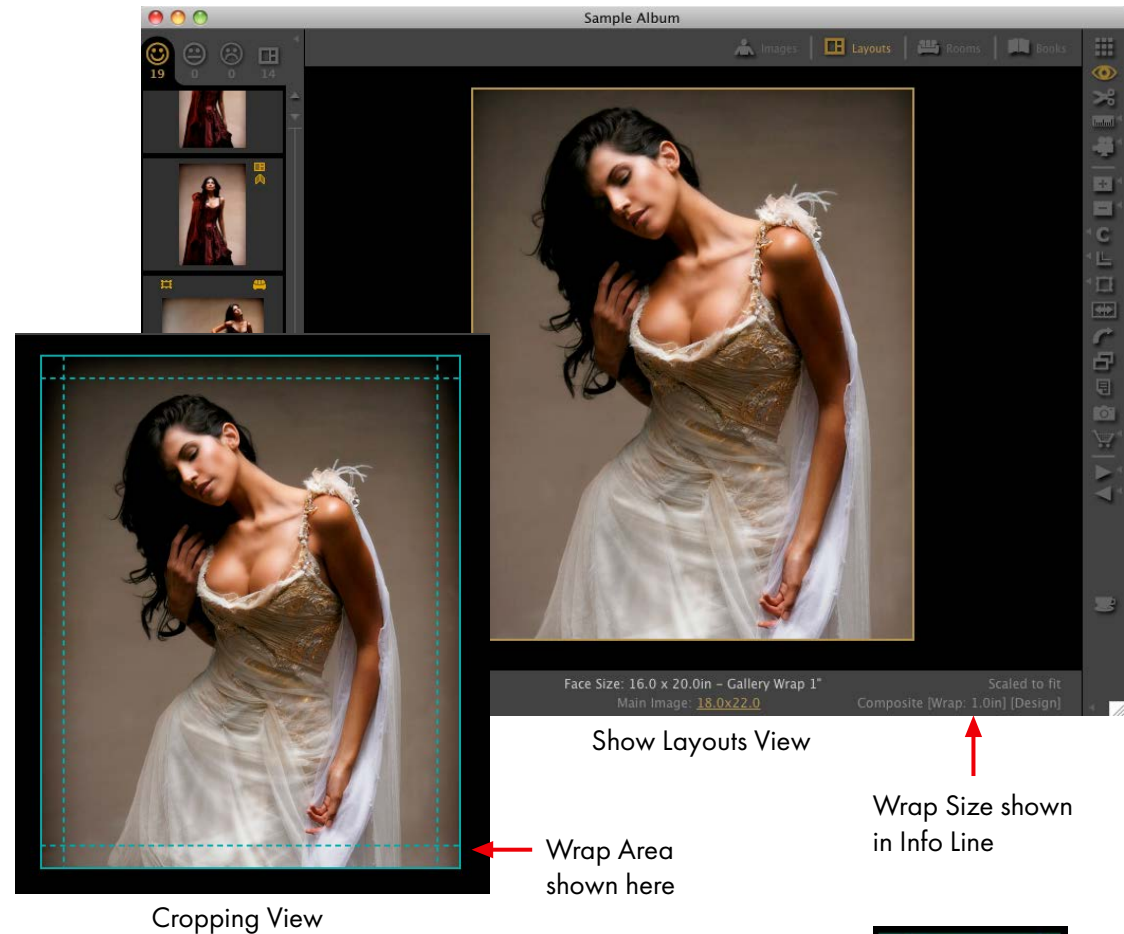 Sample Album
Images Layouts Rooms Books
19 0 0 14
C
Face Size: 16.0 x 20.0in – Gallery Wrap 1"
Scaled to fit
Main Image: 18.0x22.0
Composite [Wrap: 1.0in] [Design]
Show Layouts View
Wrap Size shown
in Info Line
Wrap Area
shown here
Cropping View